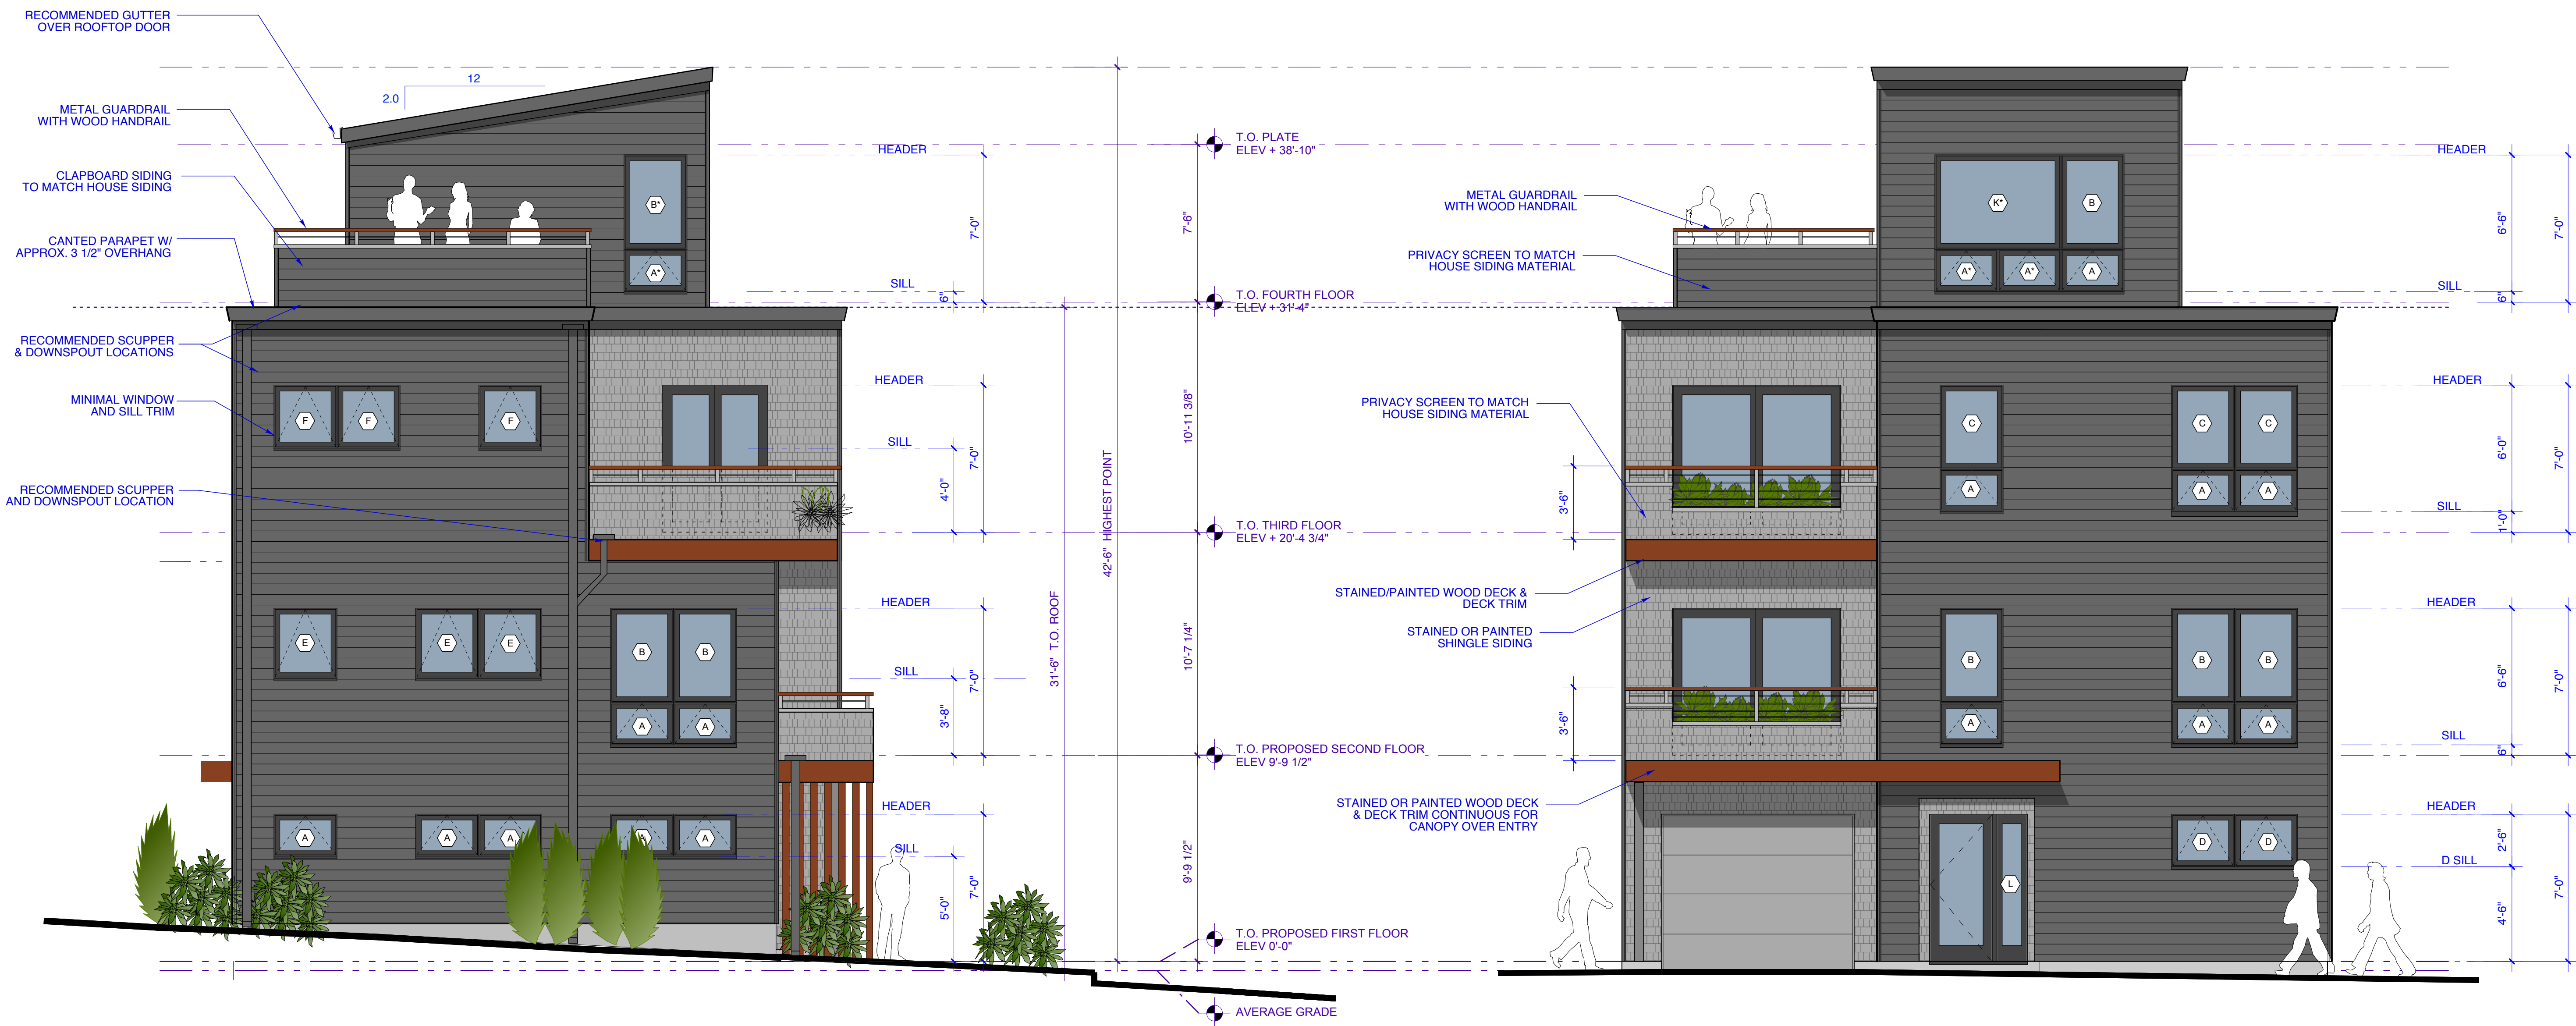 RECOMMENDED GUTTER
OVER ROOFTOP DOOR
METAL GUARDRAIL
WITH WOOD HANDRAIL
CLAPBOARD SIDING
TO MATCH HOUSE SIDING
CANTED PARAPET W/
APPROX. 3 1/2" OVERHANG
RECOMMENDED SCUPPER
& DOWNSPOUT LOCATIONS
MINIMAL WINDOW
AND SILL TRIM
RECOMMENDED SCUPPER
AND DOWNSPOUT LOCATION
12
2.0
B*
A*
F
F
F
E
E
E
B
B
A
A
A
A
A
A
A
HEADER
7'-0"
SILL
6"
HEADER
SILL
7'-0"
4'-0"
HEADER
SILL
7'-0"
3'-8"
HEADER
SILL
7'-0"
5'-0"
31'-6" T.O. ROOF
42'-6" HIGHEST POINT
7'-6"
10'-11 3/8"
10'-7 1/4"
9'-9 1/2"
T.O. PLATE
ELEV + 38'-10"
T.O. FOURTH FLOOR
ELEV + 31'-4"
T.O. THIRD FLOOR
ELEV + 20'-4 3/4"
T.O. PROPOSED SECOND FLOOR
ELEV 9'-9 1/2"
T.O. PROPOSED FIRST FLOOR
ELEV 0'-0"
AVERAGE GRADE
METAL GUARDRAIL
WITH WOOD HANDRAIL
PRIVACY SCREEN TO MATCH
HOUSE SIDING MATERIAL
PRIVACY SCREEN TO MATCH
HOUSE SIDING MATERIAL
STAINED/PAINTED WOOD DECK &
DECK TRIM
STAINED OR PAINTED
SHINGLE SIDING
STAINED OR PAINTED WOOD DECK
& DECK TRIM CONTINUOUS FOR
CANOPY OVER ENTRY
3'-6"
3'-6"
K*
B
A*
A*
A
C
C
C
A
A
A
B
B
B
A
A
A
D
D
L
HEADER
6'-6"
7'-0"
SILL
6"
HEADER
6'-0"
7'-0"
SILL
1'-0"
HEADER
6'-6"
7'-0"
SILL
6"
HEADER
2'-6"
D SILL
7'-0"
4'-6"